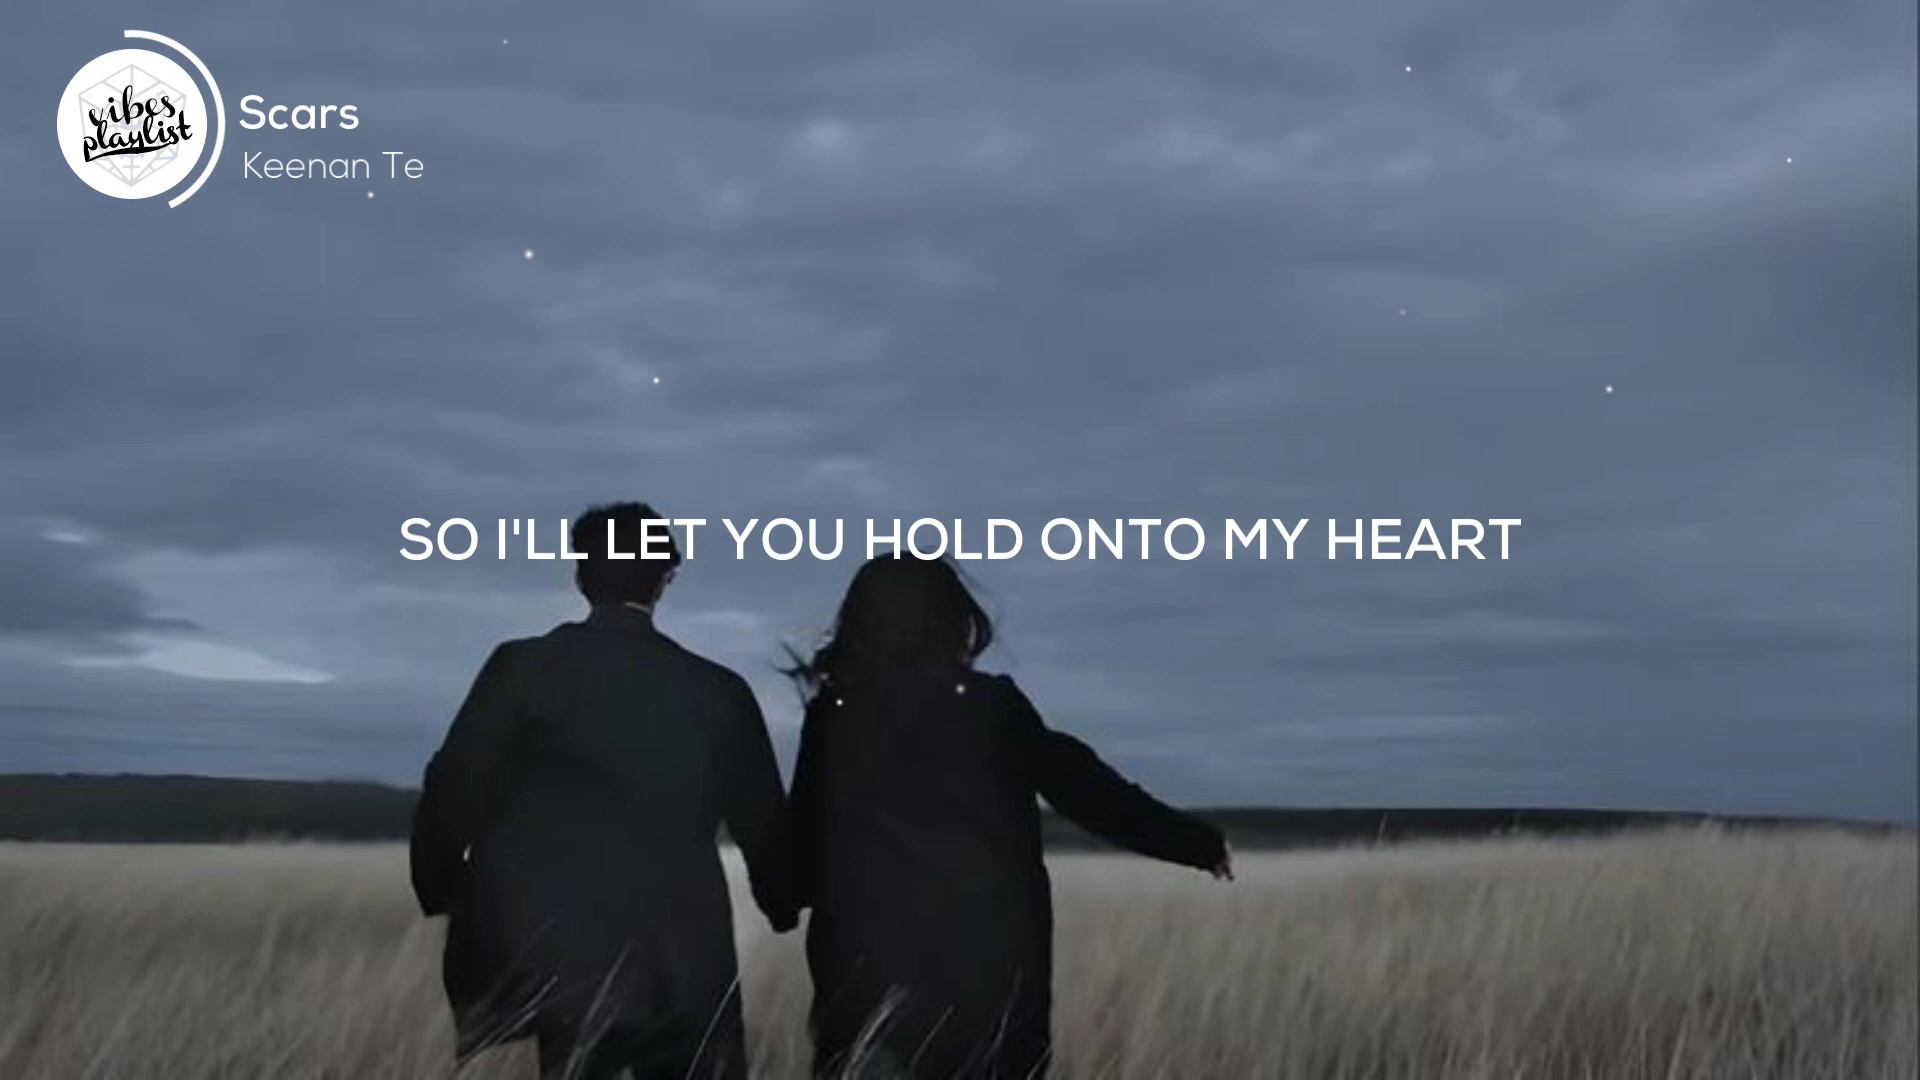 vibes
playlist
Scars
Keenan Te
SO I'LL LET YOU HOLD ONTO MY HEART